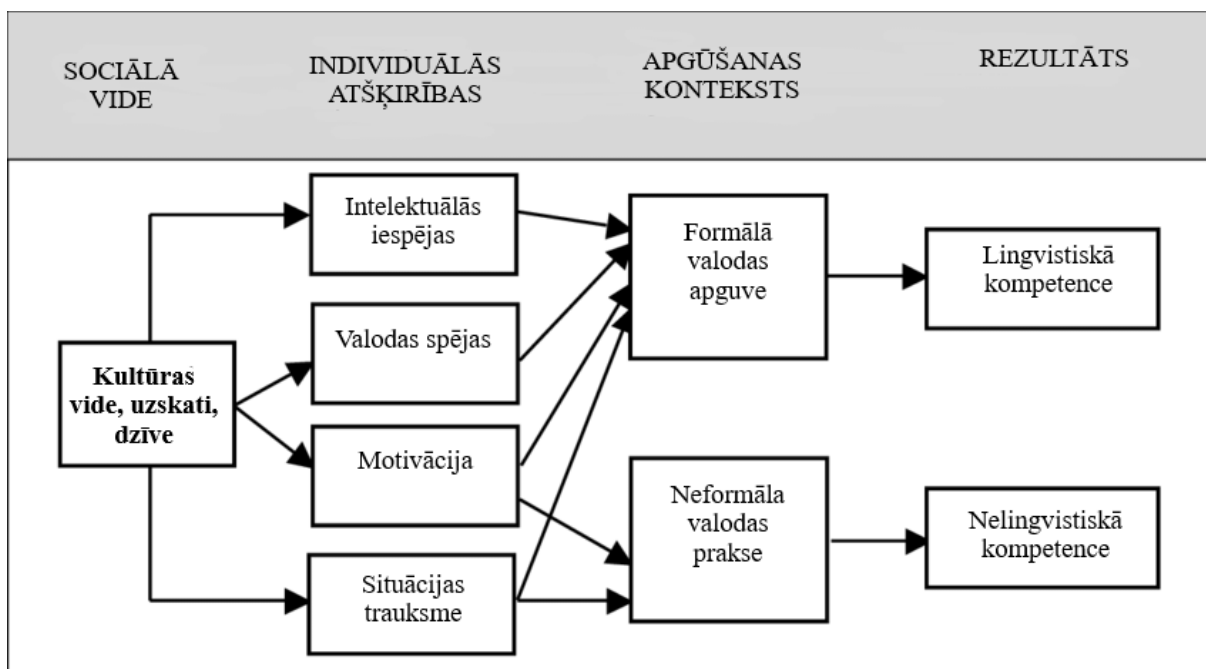 SOCIĀLĀ
VIDE
INDIVIDUĀLĀS
ATŠĶIRĪBAS
APGŪŠANAS
KONTEKSTS
REZULTĀTS
Kultūras
vide, uzskati,
dzīve
Intelektuālās
iespējas
Valodas spējas
Motivācija
Situācijas
trauksme
Formālā
valodas
apguve
Neformāla
valodas
prakse
Lingvistiskā
kompetence
Nelingvistiskā
kompetence